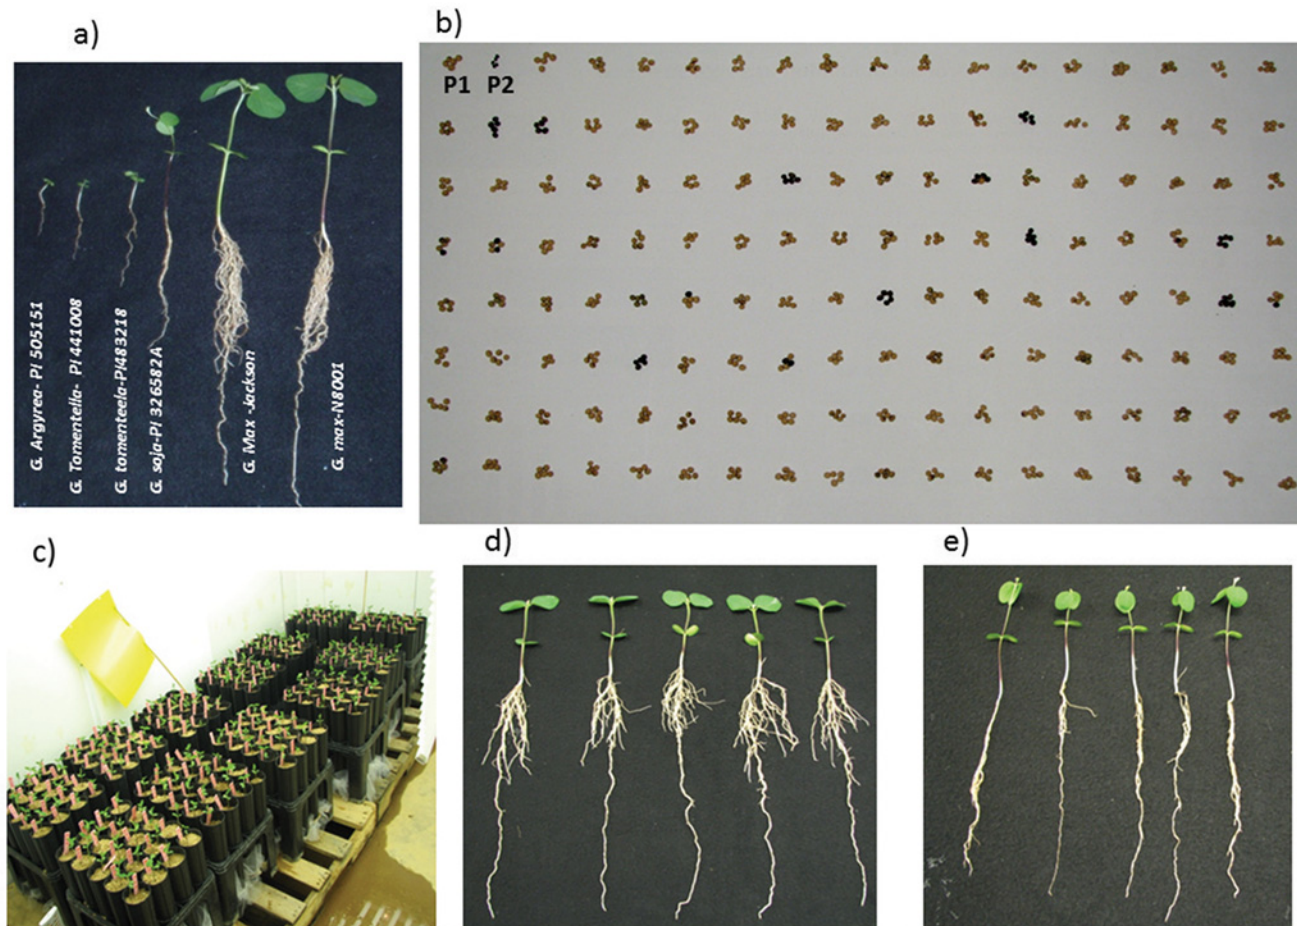 a)
b)
P1 P2
G. Argyrea- PI 505151
G. Tomentella- PI 441008
G. tomenteela-PI483218
G. soja-PI 326582A
G. Max -Jackson
G. max-N8001
c)
d)
e)